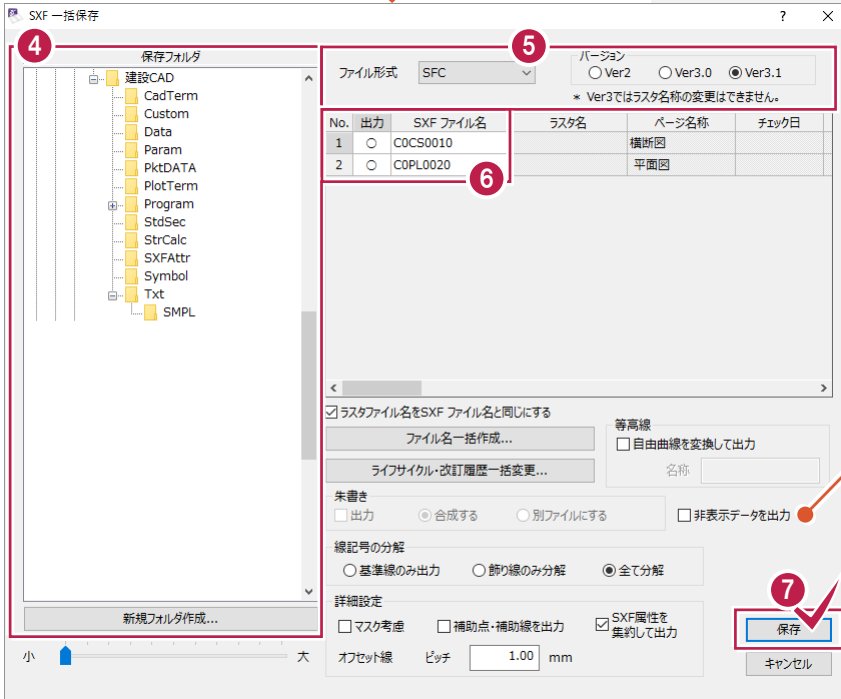 SXF 一括保存
? ×
4
保存フォルダ
建設CAD
CadTerm
Custom
Data
Param
PktDATA
PlotTerm
Program
StdSec
StrCalc
SXFAttr
Symbol
Txt
SMPL
新規フォルダ作成...
小 大
5
ファイル形式 SFC
バージョン
Ver2 Ver3.0 Ver3.1
* Ver3ではラスタ名称の変更はできません。
No. 出力 SXF ファイル名 ラスタ名 ページ名称 チェック日
1 ○ C0CS0010 横断図
2 ○ C0PL0020 平面図
6
ラスタファイル名をSXF ファイル名と同じにする
ファイル名一括作成...
ライフサイクル・改訂履歴一括変更...
等高線
自由曲線を変換して出力
名称
朱書き
出力 合成する 別ファイルにする
非表示データを出力
線記号の分解
基準線のみ出力 飾り線のみ分解 全て分解
詳細設定
マスク考慮 補助点・補助線を出力 SXF属性を
集約して出力
オフセット線 ピッチ 1.00 mm
7
保存
キャンセル